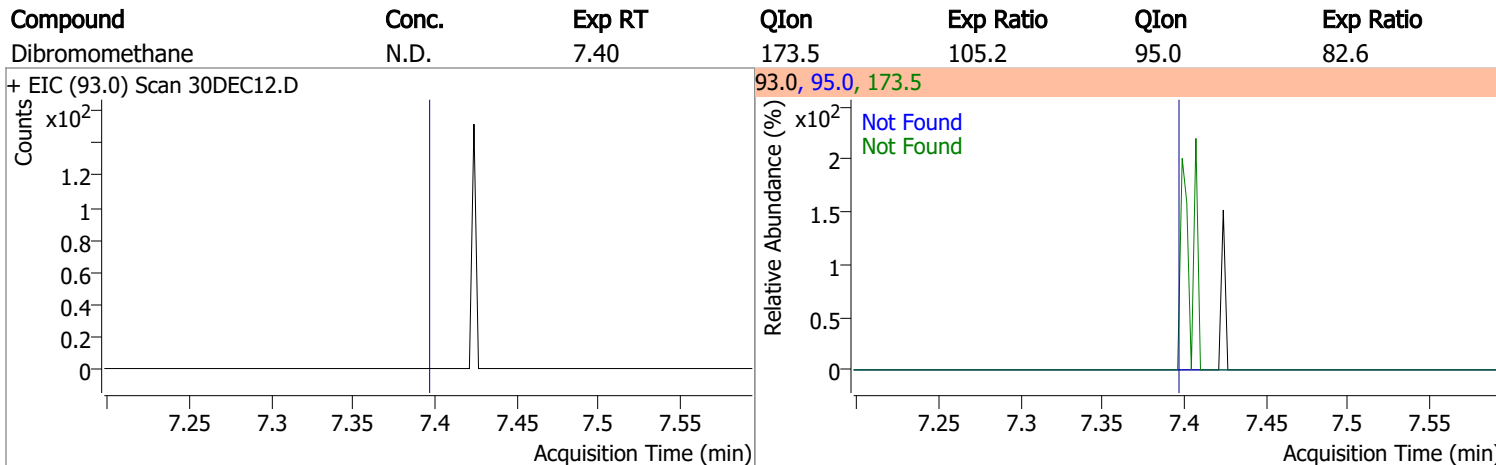 Compound Conc. Exp RT QIon Exp Ratio QIon Exp Ratio
Dibromomethane N.D. 7.40 173.5 105.2 95.0 82.6
+ EIC (93.0) Scan 30DEC12.D
Counts
x10²
1.2
1
0.8
0.6
0.4
0.2
0
7.25 7.3 7.35 7.4 7.45 7.5 7.55
Acquisition Time (min)
93.0, 95.0, 173.5
Relative Abundance (%)
x10²
Not Found
Not Found
2
1.5
1
0.5
0
7.25 7.3 7.35 7.4 7.45 7.5 7.55
Acquisition Time (min)